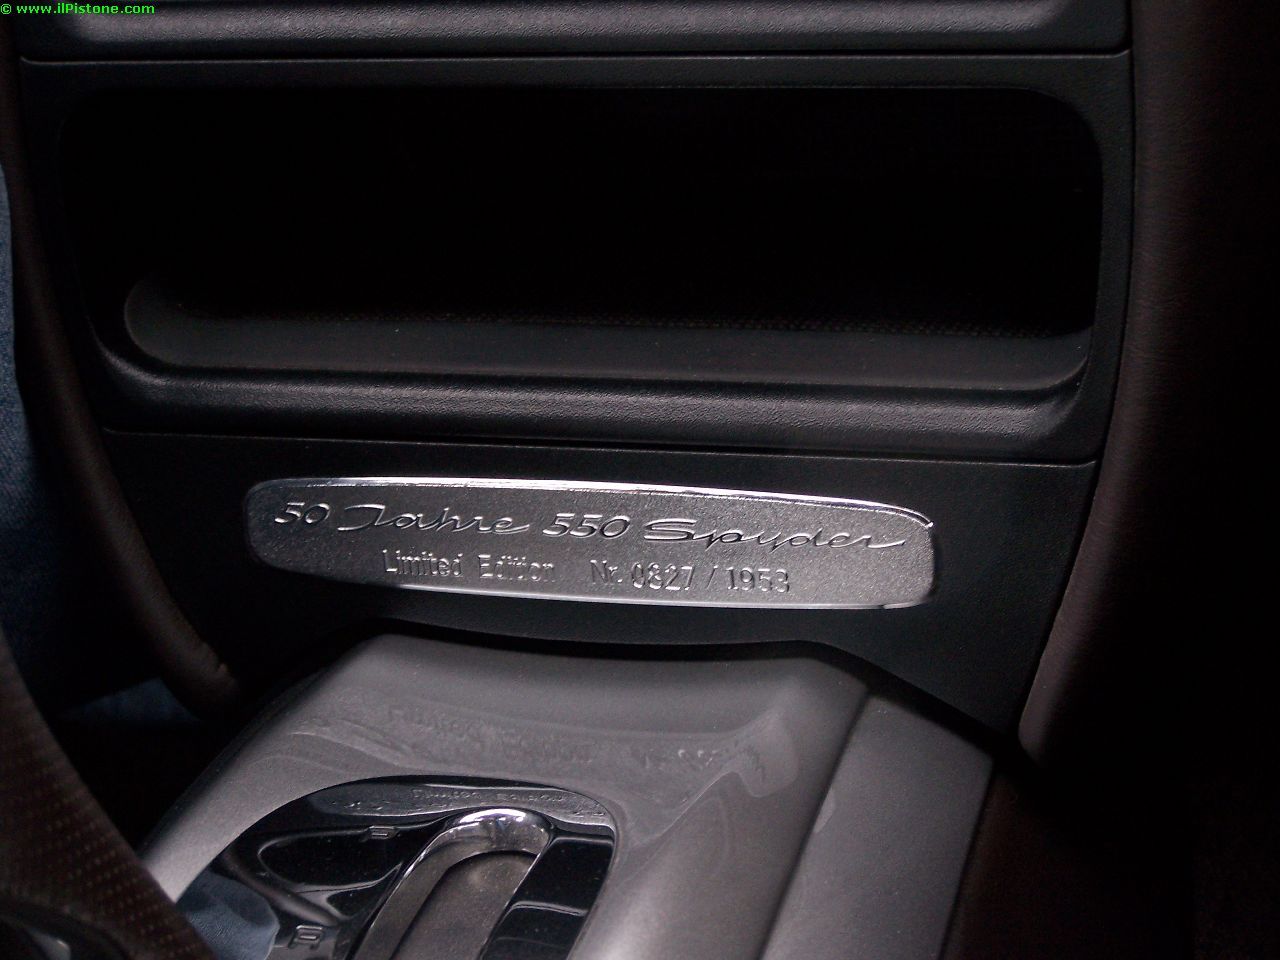 © www.ilPistone.com
50 Jahre 550 Spyder
Limited Edition Nr. 0327 / 1953
P